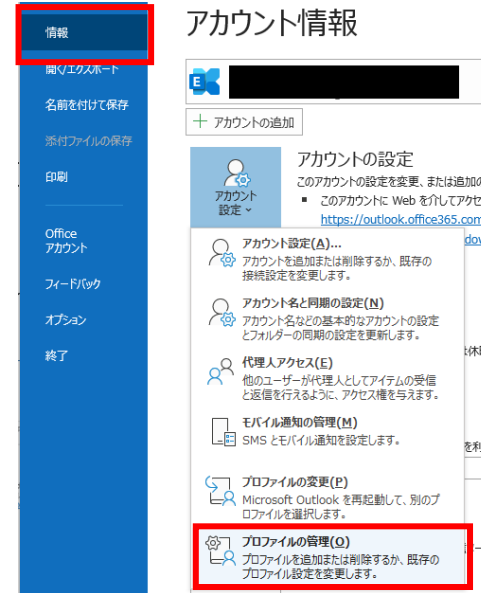 情報
アカウント情報
開く/エクスポート
名前を付けて保存
添付ファイルの保存
印刷
Office
アカウント
フィードバック
オプション
終了
E
アカウントの追加
アカウント
設定
アカウントの設定
このアカウントの設定を変更、または追加の
このアカウントに Web を介してアクセ
https://outlook.office365.com
アカウント設定(A)...
アカウントを追加または削除するか、既存の
接続設定を変更します。
アカウント名と同期の設定(N)
アカウント名などの基本的なアカウントの設定
とフォルダーの同期の設定を更新します。
代理人アクセス(E)
他のユーザーが代理人としてアイテムの受信
と返信を行えるように、アクセス権を与えます。
モバイル通知の管理(M)
SMS とモバイル通知を設定します。
プロファイルの変更(P)
Microsoft Outlook を再起動して、別のプ
ロファイルを選択します。
プロファイルの管理(O)
プロファイルを追加または削除するか、既存の
プロファイル設定を変更します。